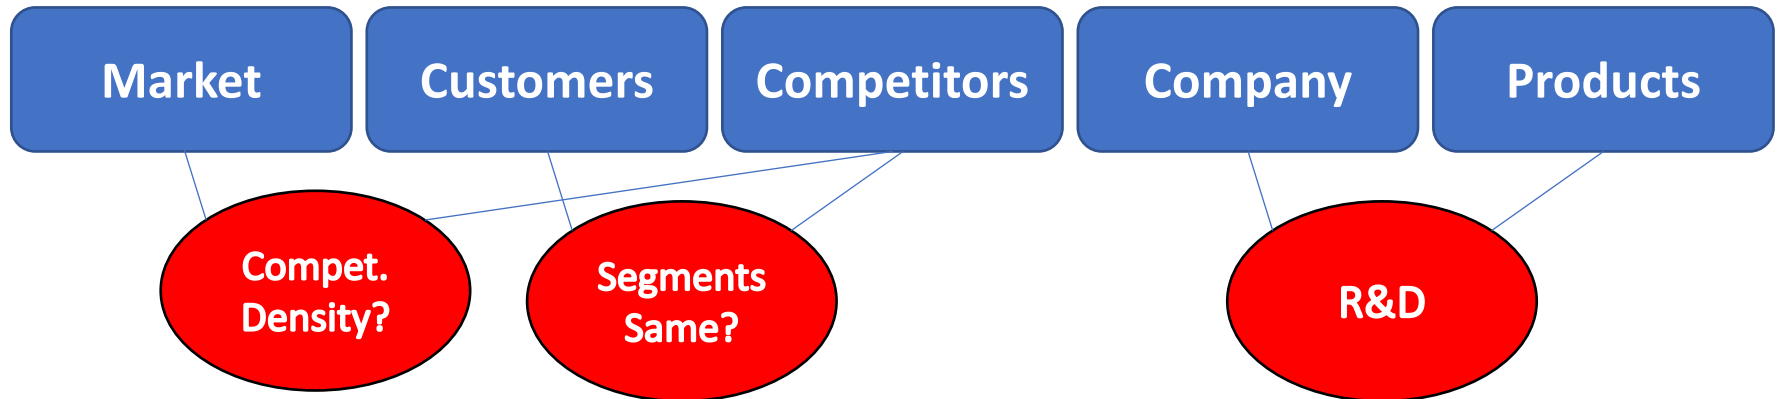 Market
Customers
Competitors
Company
Products
Compet.
Density?
Segments
Same?
R&D